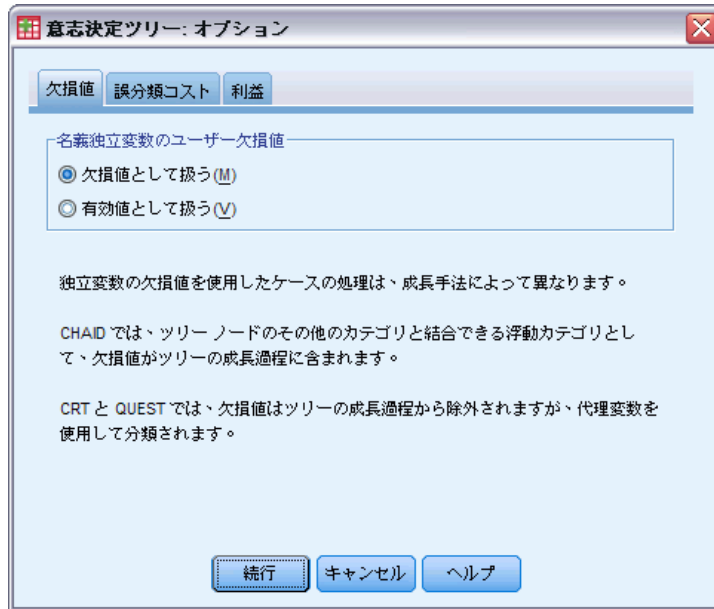 意志決定ツリー: オプション
欠損値 誤分類コスト 利益
名義独立変数のユーザー欠損値
欠損値として扱う(M)
有効値として扱う(V)
独立変数の欠損値を使用したケースの処理は、成長手法によって異なります。
CHAID では、ツリー ノードのその他のカテゴリと結合できる浮動カテゴリとし
て、欠損値がツリーの成長過程に含まれます。
CRT と QUEST では、欠損値はツリーの成長過程から除外されますが、代理変数を
使用して分類されます。
続行 キャンセル ヘルプ